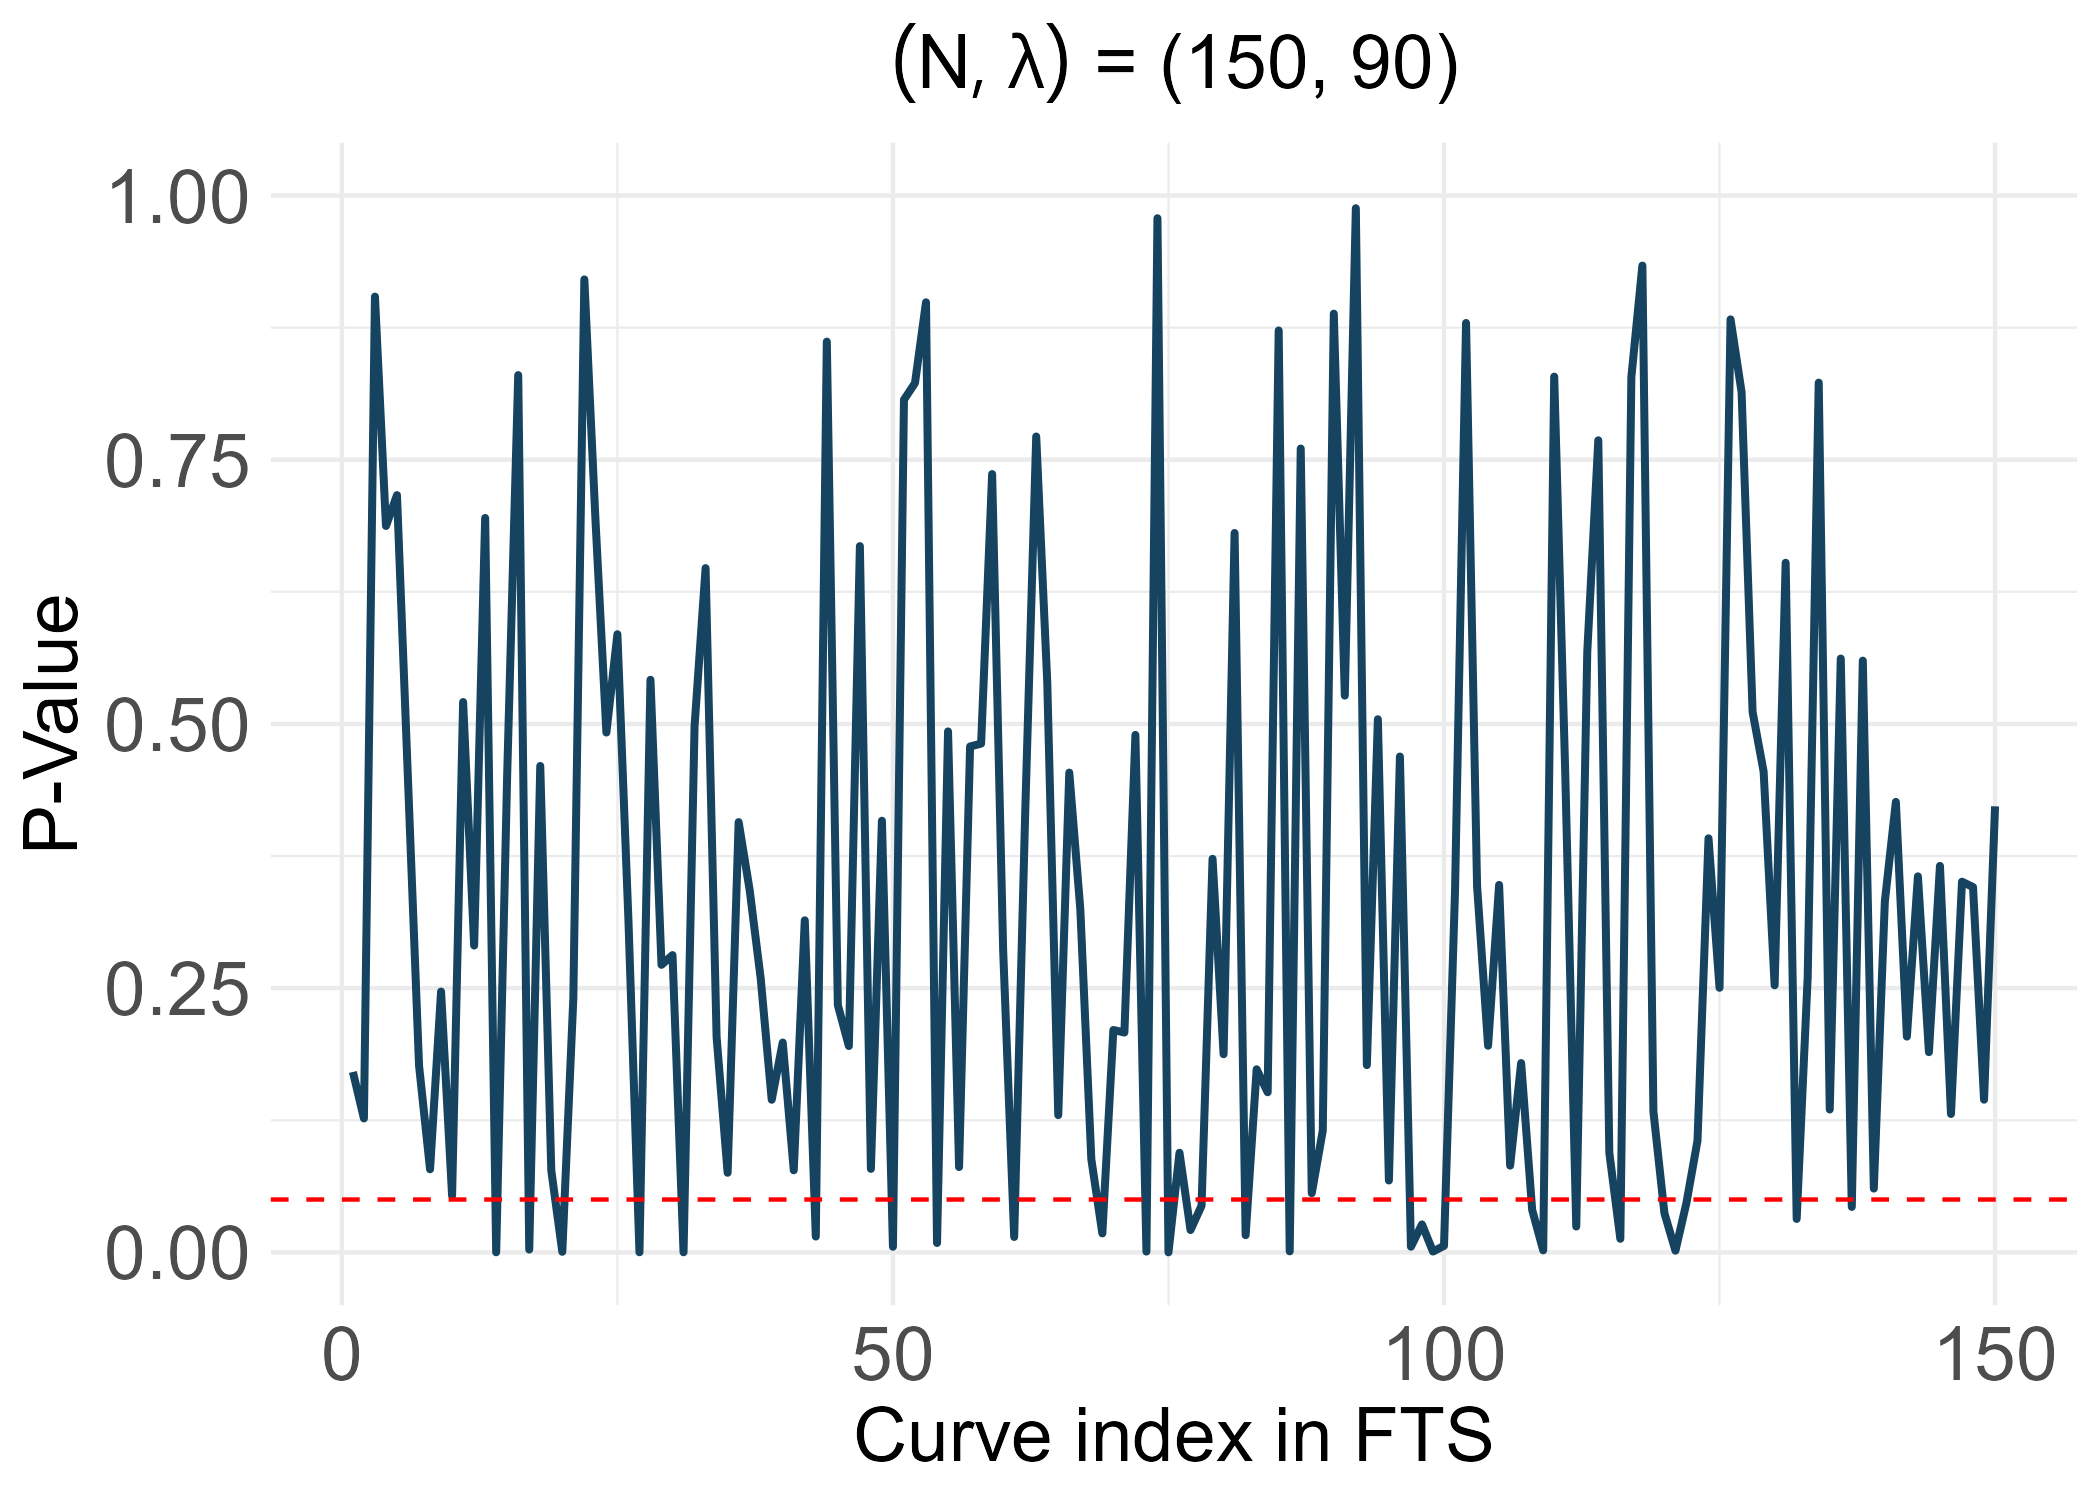 (N, λ) = (150, 90)
1.00
0.75
0.50
0.25
0.00
P-Value
0 50 100 150
Curve index in FTS